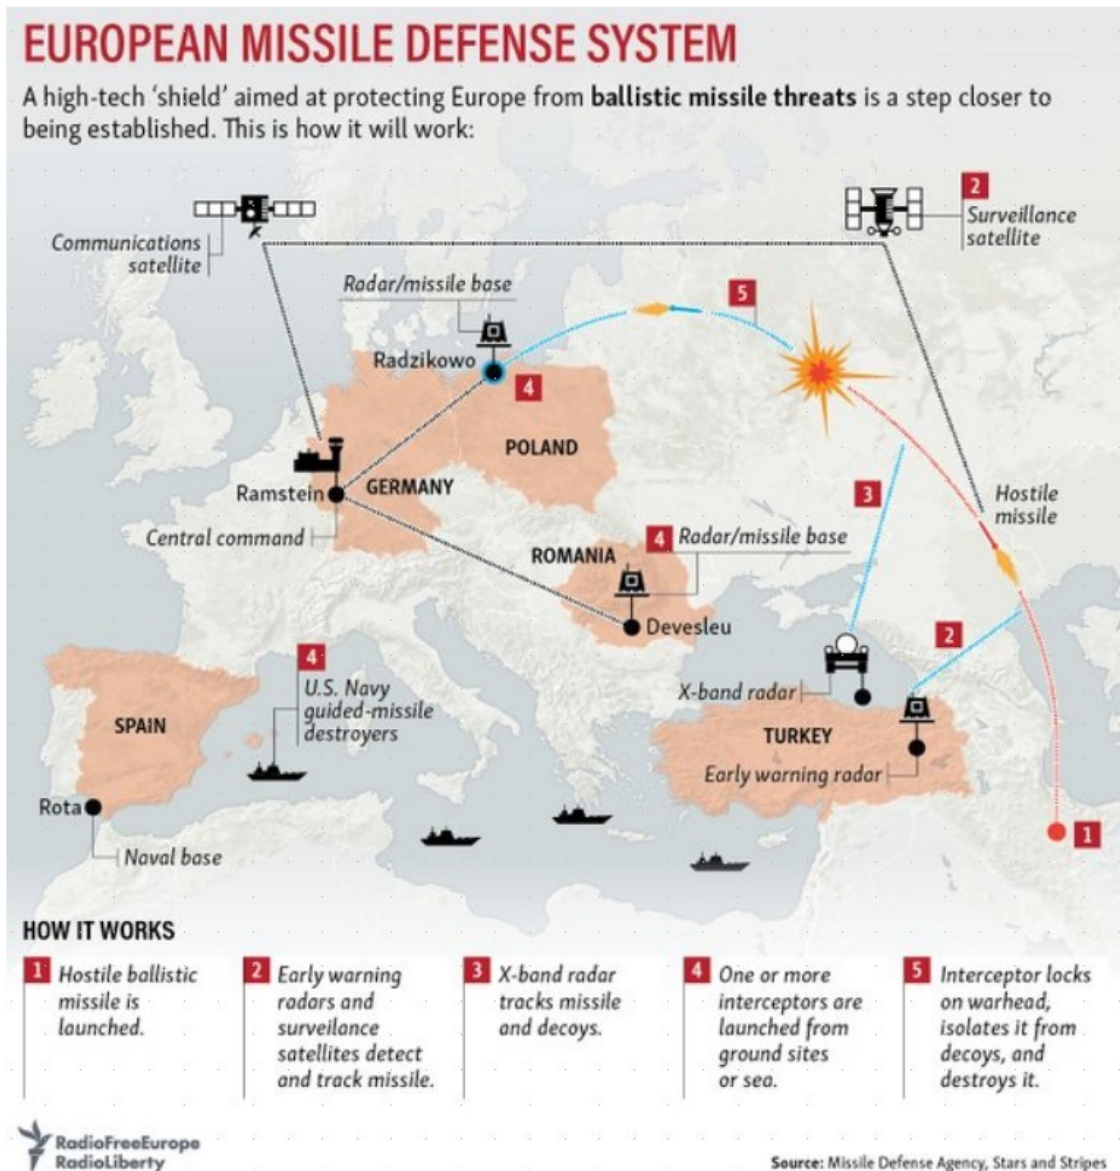 EUROPEAN MISSILE DEFENSE SYSTEM
A high-tech ‘shield’ aimed at protecting Europe from ballistic missile threats is a step closer to
being established. This is how it will work:
Communications
satellite
2
Surveillance
satellite
Radar/missile base
5
Radzikowo
4
POLAND
Ramstein
GERMANY
Central command
3
Hostile
missile
4
Radar/missile base
ROMANIA
Devesleu
2
4
U.S. Navy
guided-missile
destroyers
X-band radar
SPAIN
TURKEY
Early warning radar
Rota
1
Naval base
HOW IT WORKS
1
Hostile ballistic
missile is
launched.
2
Early warning
radars and
surveilance
satellites detect
and track missile.
3
X-band radar
tracks missile
and decoys.
4
One or more
interceptors are
launched from
ground sites
or sea.
5
Interceptor locks
on warhead,
isolates it from
decoys, and
destroys it.
RadioFreeEurope
RadioLiberty
Source: Missile Defense Agency, Stars and Stripes